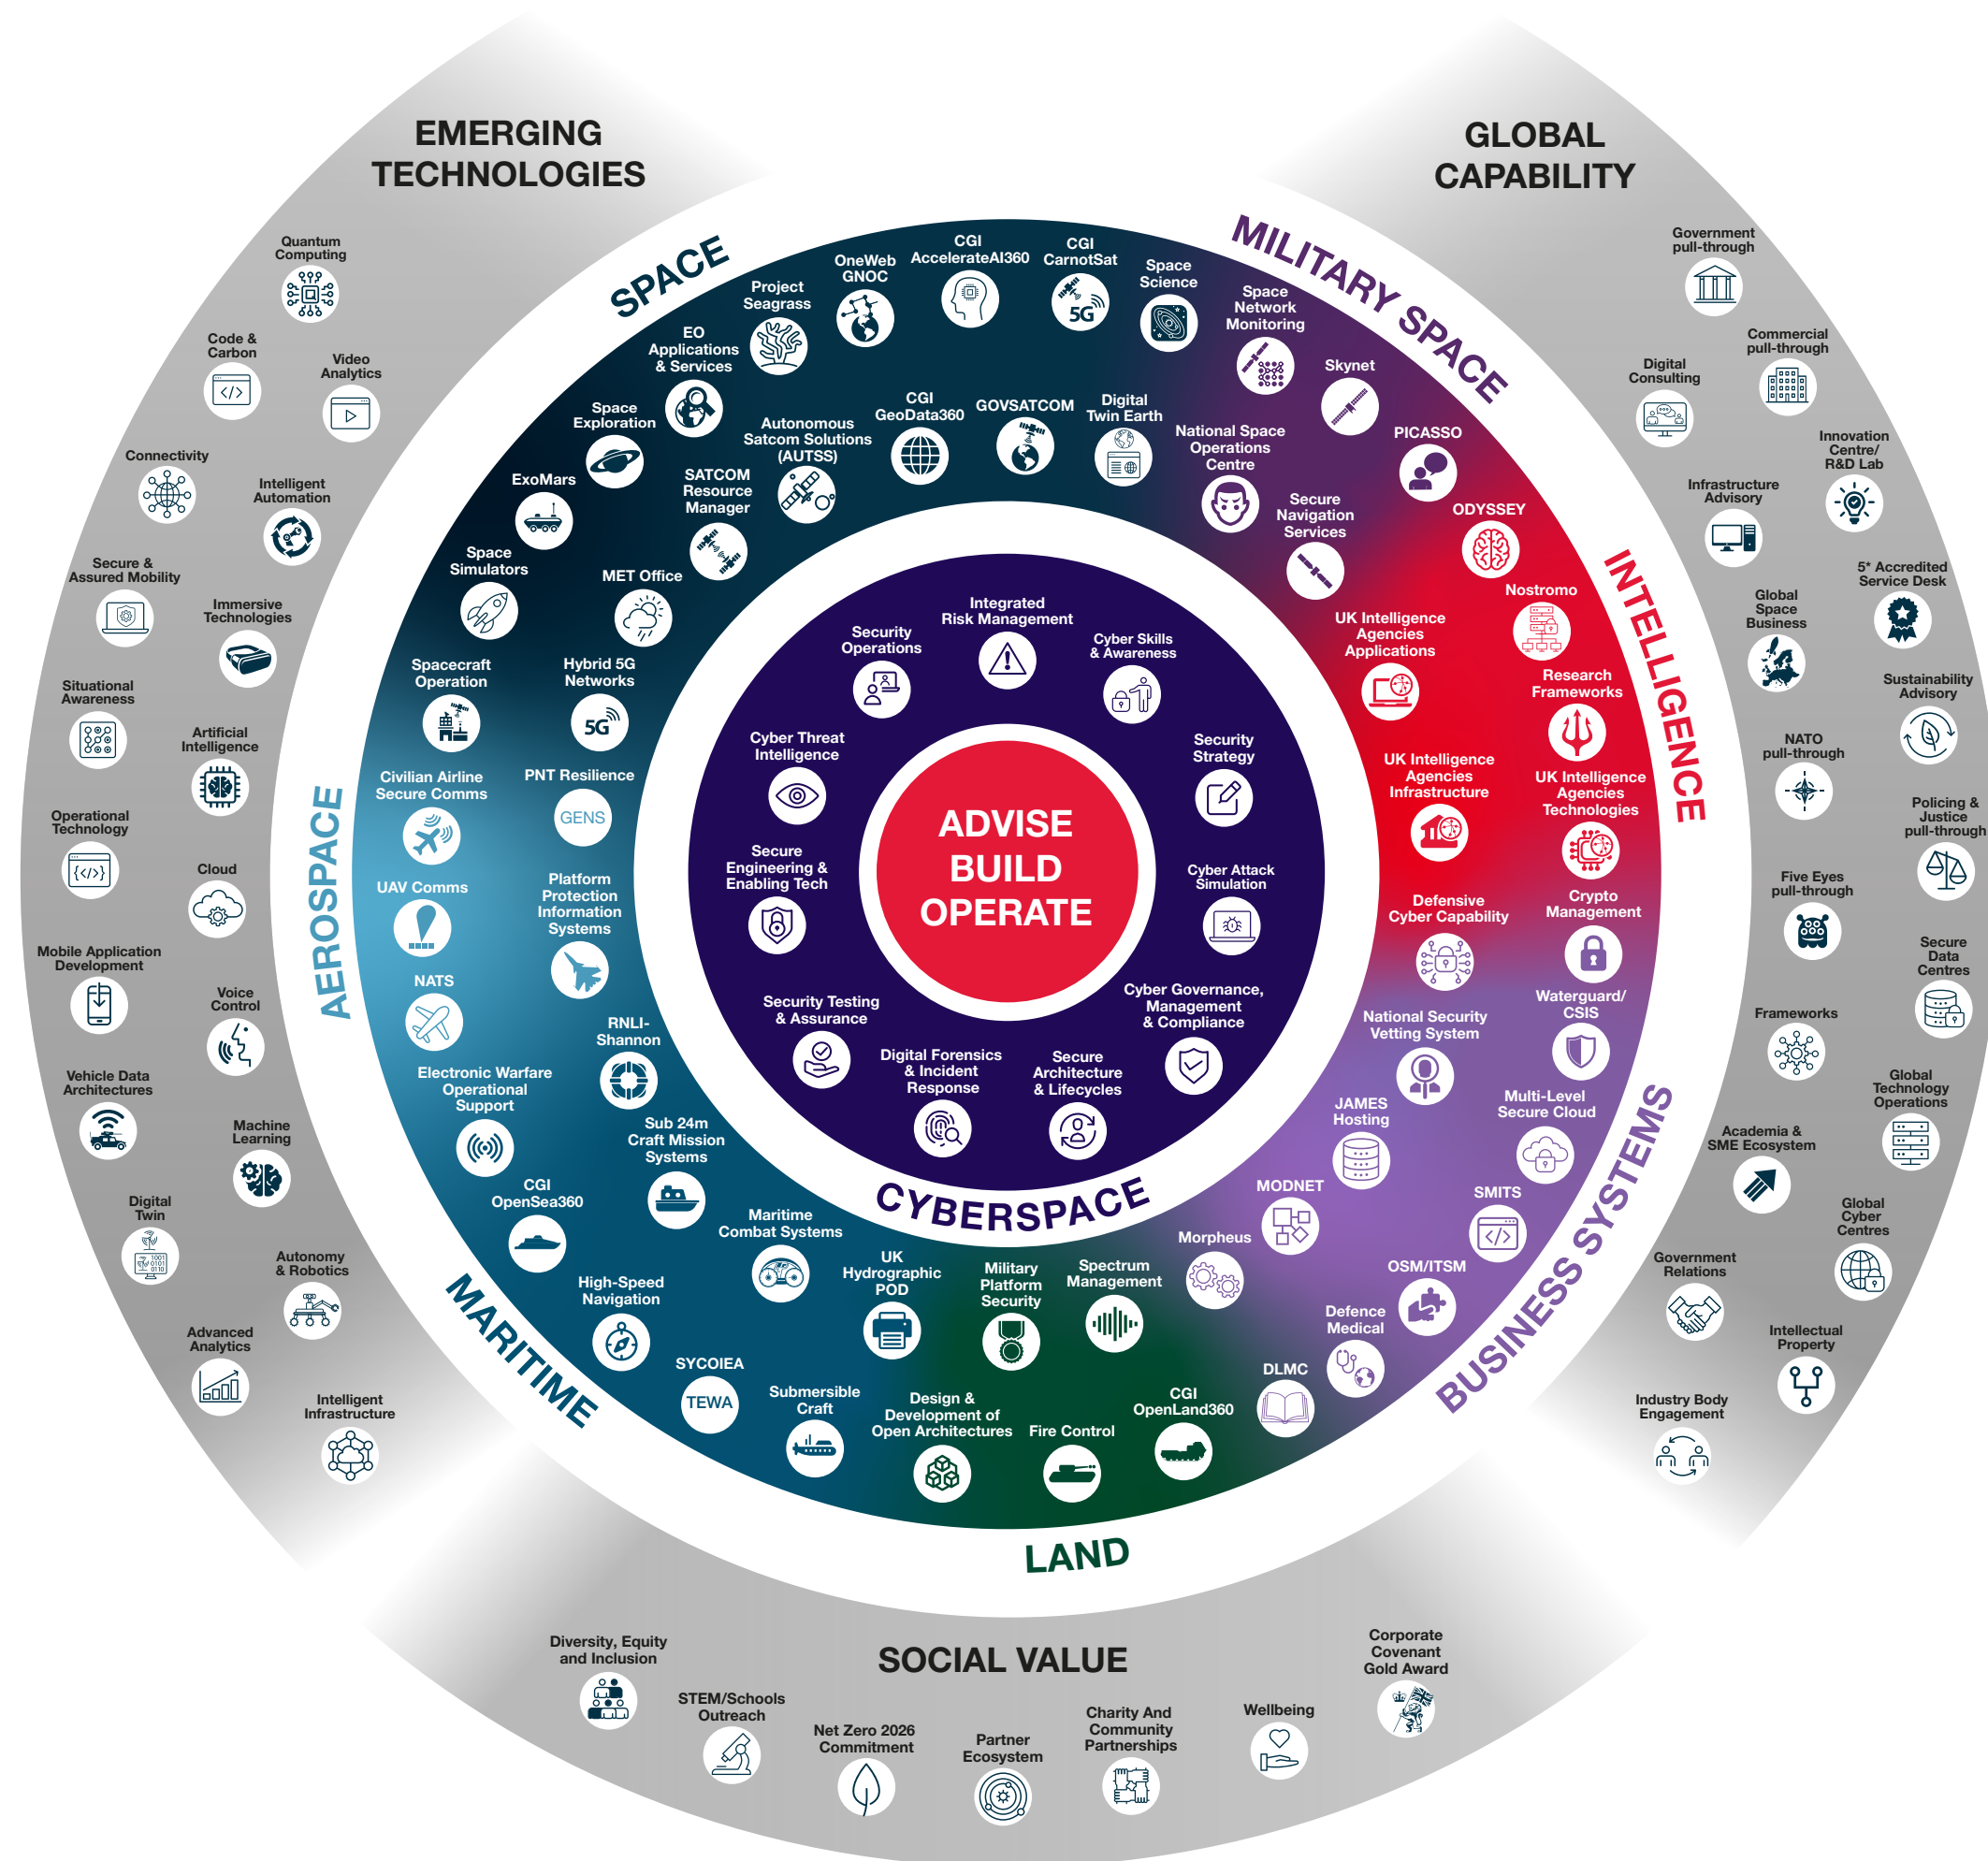 EMERGING
TECHNOLOGIES
Quantum
Computing
Code &
Carbon
Video
Analytics
Connectivity
Intelligent
Automation
Secure &
Assured Mobility
Immersive
Technologies
Situational
Awareness
Artificial
Intelligence
Operational
Technology
Cloud
Mobile Application
Development
Voice
Control
Vehicle Data
Architectures
Machine
Learning
Digital
Twin
1001
0101
0110
Autonomy
& Robotics
Advanced
Analytics
Intelligent
Infrastructure
GLOBAL
CAPABILITY
Government
pull-through
Commercial
pull-through
Digital
Consulting
Innovation
Centre/
R&D Lab
Infrastructure
Advisory
5* Accredited
Service Desk
Global
Space
Business
Sustainability
Advisory
NATO
pull-through
Policing &
Justice
pull-through
Five Eyes
pull-through
Secure
Data
Centres
Frameworks
Global
Technology
Operations
Academia &
SME Ecosystem
Global
Cyber
Centres
Government
Relations
Intellectual
Property
Industry Body
Engagement
SPACE
CGI
AccelerateAI360
CGI
CarnotSat
5G
Space
Science
OneWeb
GNOC
Project
Seagrass
EO
Applications
& Services
Space
Exploration
ExoMars
Space
Simulators
Autonomous
Satcom Solutions
(AUTSS)
CGI
GeoData360
GOVSATCOM
Digital
Twin Earth
SATCOM
Resource
Manager
MET Office
Spacecraft
Operation
Hybrid 5G
Networks
5G
MILITARY SPACE
Space
Network
Monitoring
Skynet
National Space
Operations
Centre
Secure
Navigation
Services
INTELLIGENCE
PICASSO
ODYSSEY
Nostromo
UK Intelligence
Agencies
Applications
Research
Frameworks
UK Intelligence
Agencies
Infrastructure
UK Intelligence
Agencies
Technologies
Defensive
Cyber Capability
Crypto
Management
BUSINESS SYSTEMS
Waterguard/
CSIS
National Security
Vetting System
Multi-Level
Secure Cloud
JAMES
Hosting
SMITS
MODNET
Morpheus
OSM/ITSM
Defence
Medical
DLMC
AEROSPACE
Civilian Airline
Secure Comms
PNT Resilience
GENS
UAV Comms
Platform
Protection
Information
Systems
NATS
Electronic Warfare
Operational
Support
MARITIME
RNLI-
Shannon
Sub 24m
Craft Mission
Systems
CGI
OpenSea360
Maritime
Combat Systems
High-Speed
Navigation
UK
Hydrographic
POD
SYCOIEA
TEWA
Submersible
Craft
LAND
Military
Platform
Security
Spectrum
Management
Design &
Development of
Open Architectures
Fire Control
CGI
OpenLand360
CYBERSPACE
Integrated
Risk Management
Security
Operations
Cyber Skills
& Awareness
Cyber Threat
Intelligence
Security
Strategy
Secure
Engineering &
Enabling Tech
Cyber Attack
Simulation
Security Testing
& Assurance
Cyber Governance,
Management
& Compliance
Digital Forensics
& Incident
Response
Secure
Architecture
& Lifecycles
ADVISE
BUILD
OPERATE
SOCIAL VALUE
Diversity, Equity
and Inclusion
STEM/Schools
Outreach
Net Zero 2026
Commitment
Partner
Ecosystem
Charity And
Community
Partnerships
Wellbeing
Corporate
Covenant
Gold Award